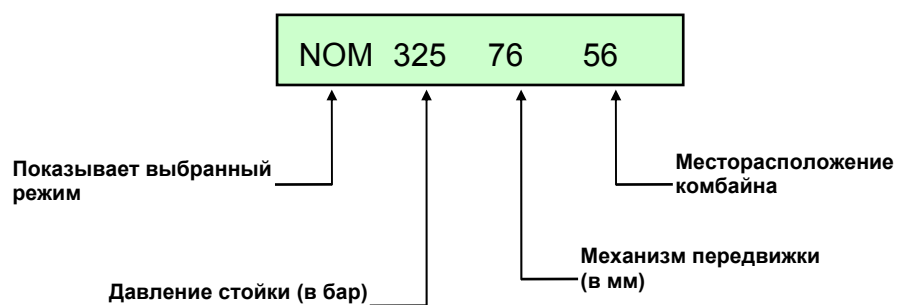 NOM 325 76 56
Показывает выбранный
режим
Месторасположение
комбайна
Механизм передвижки
(в мм)
Давление стойки (в бар)